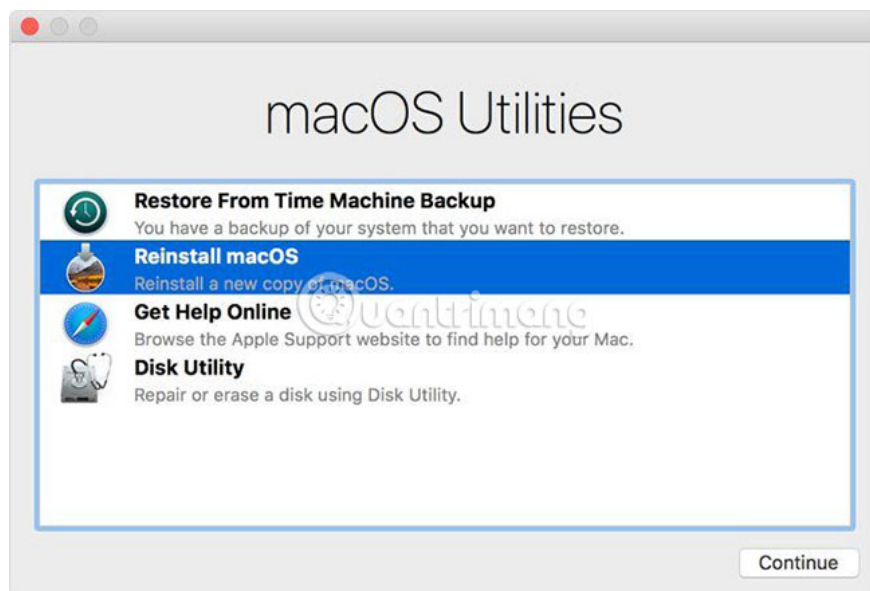 macOS Utilities
Restore From Time Machine Backup
You have a backup of your system that you want to restore.
Reinstall macOS
Reinstall a new copy of macOS.
Get Help Online
Quantrimang
Browse the Apple Support website to find help for your Mac.
Disk Utility
Repair or erase a disk using Disk Utility.
Continue